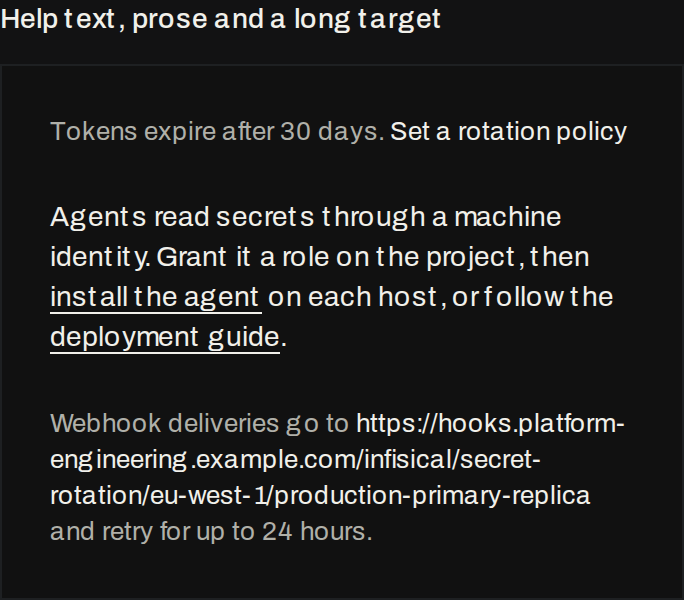 Help text, prose and a long target
Tokens expire after 30 days. Set a rotation policy
Agents read secrets through a machine
identity. Grant it a role on the project, then
install the agent on each host, or follow the
deployment guide.
Webhook deliveries go to https://hooks.platform-
engineering.example.com/infisical/secret-
rotation/eu-west-1/production-primary-replica
and retry for up to 24 hours.